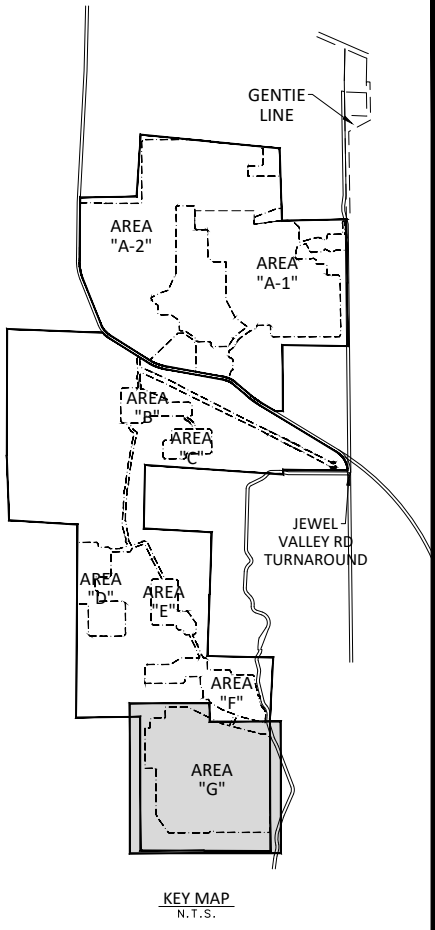 GENTIE
LINE
AREA
"A-2"
AREA
"A-1"
AREA
"B"
AREA
"C"
JEWEL
VALLEY RD
TURNAROUND
AREA
"D"
AREA
"E"
AREA
"F"
AREA
"G"
KEY MAP
N.T.S.